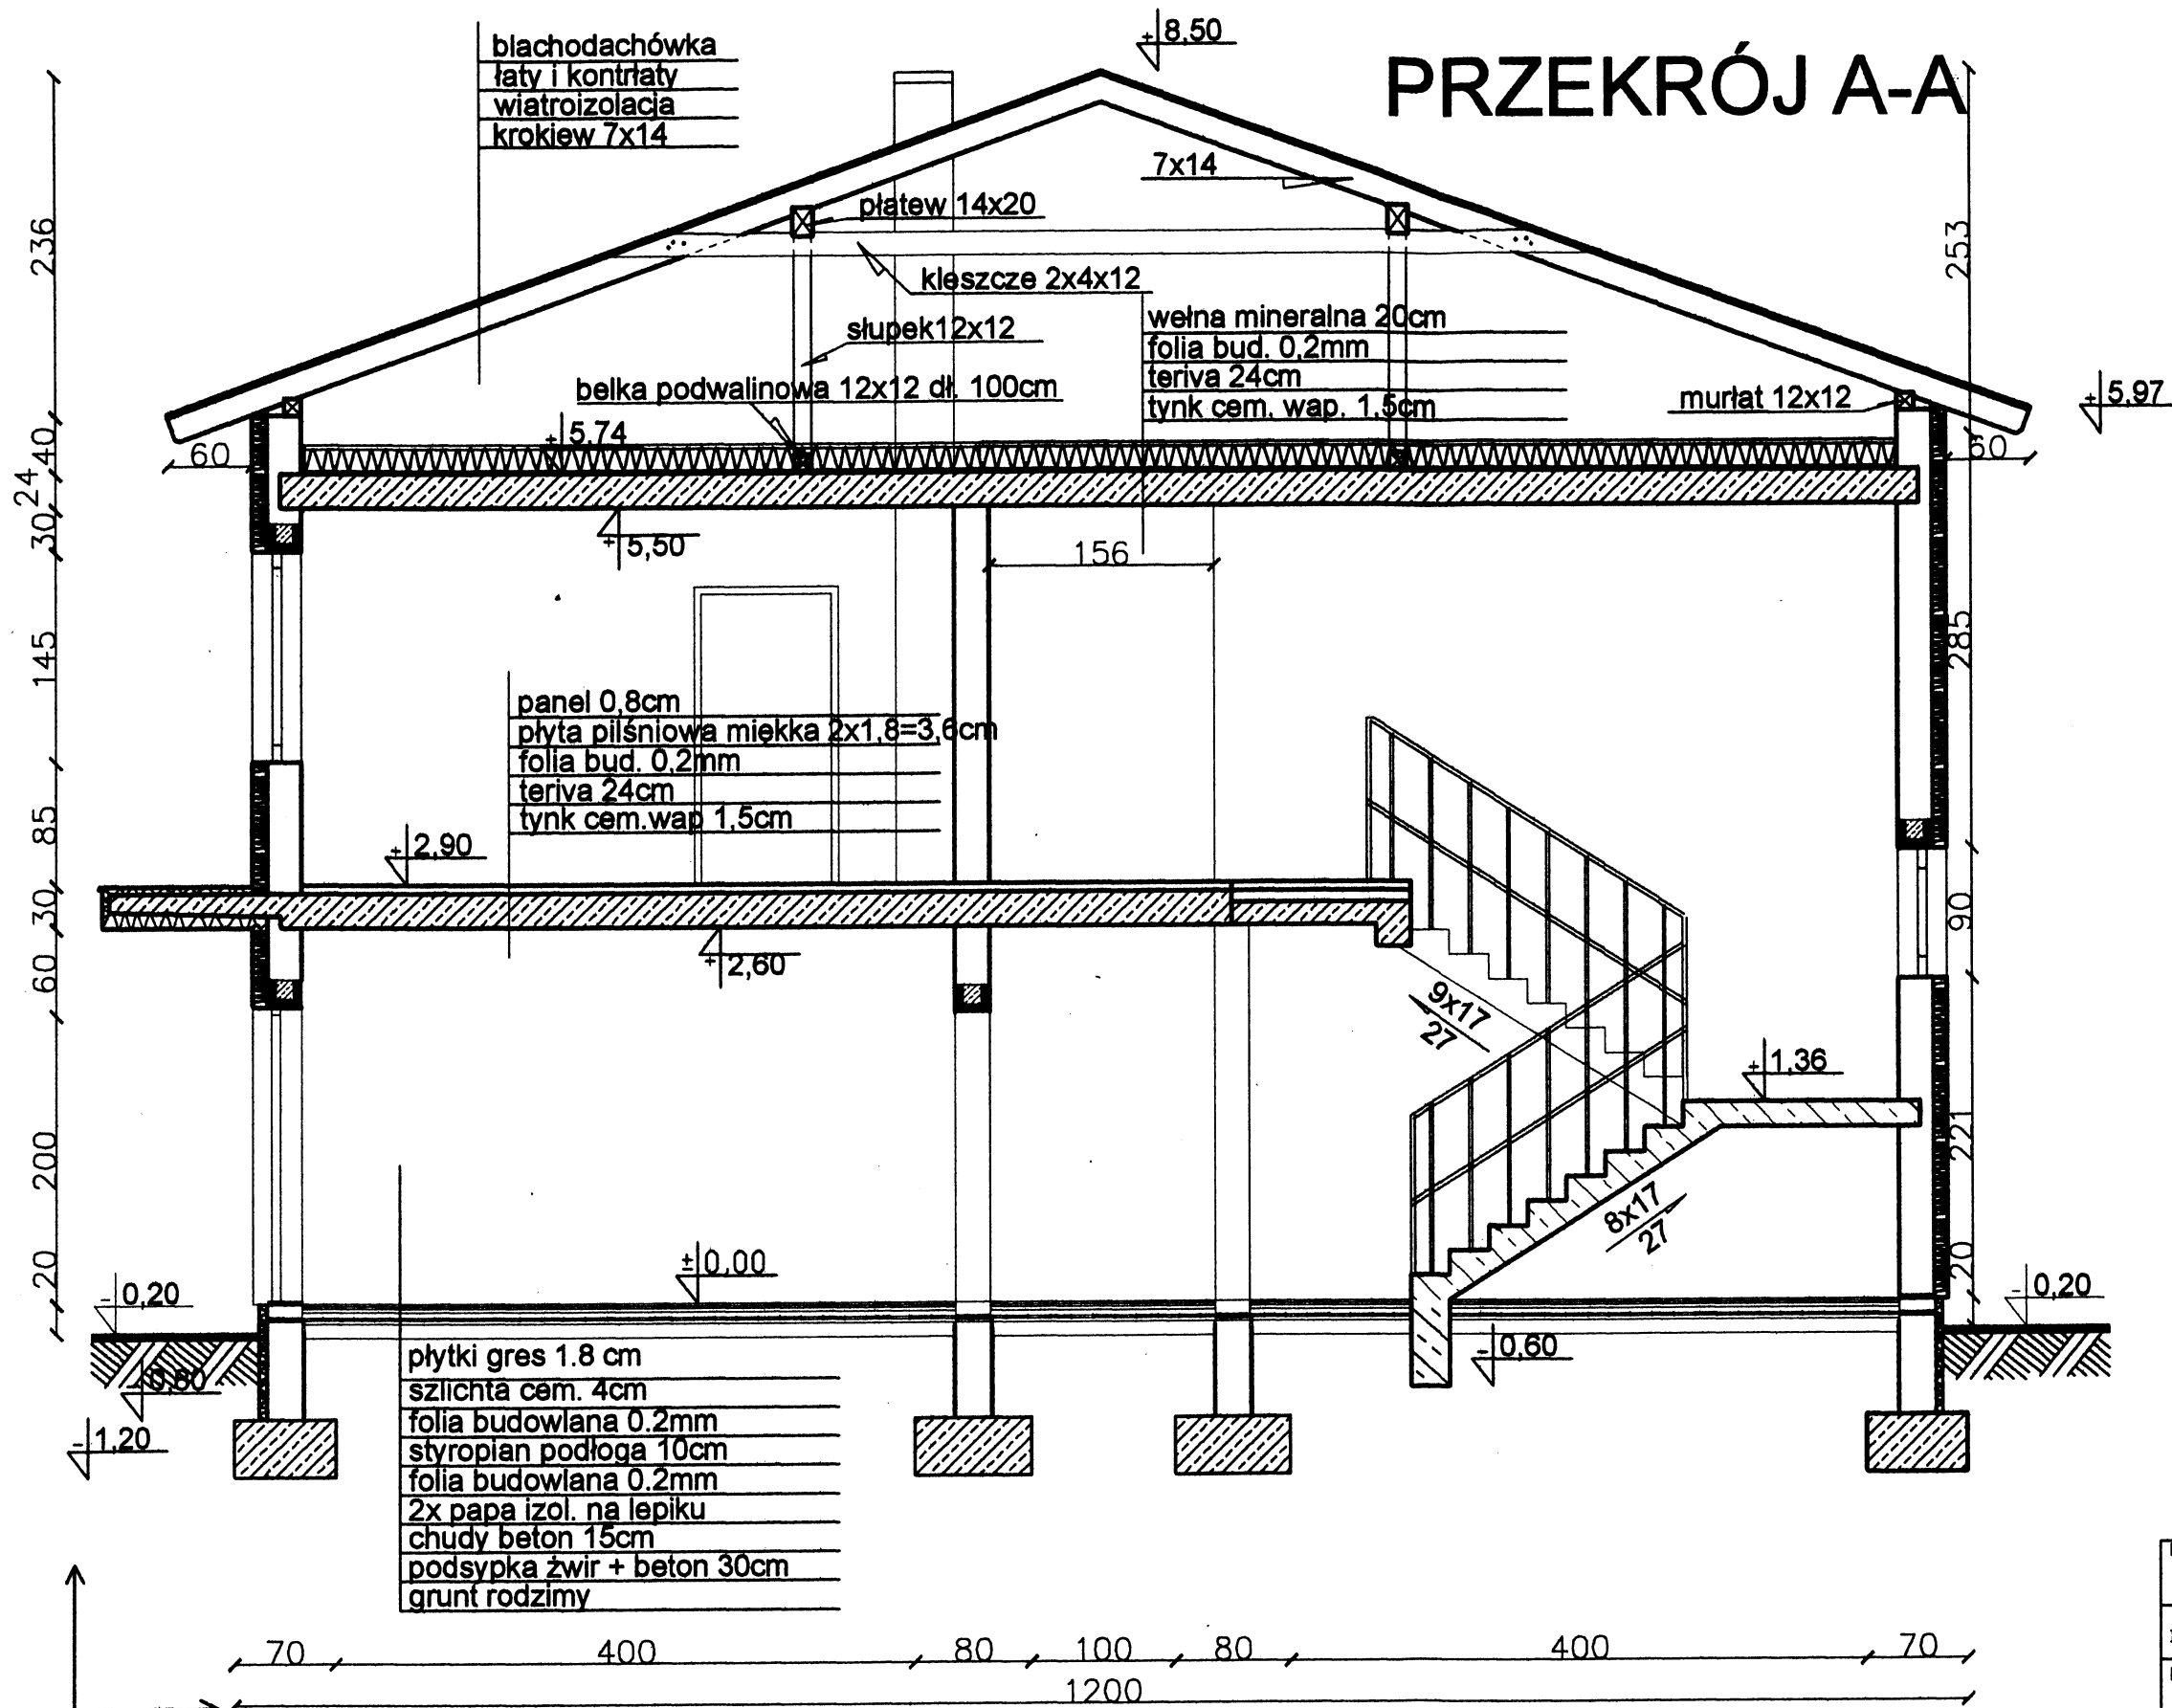 PRZEKRÓJ A-A
+8,50
blachodachówka
łaty i kontrłaty
wiatroizolacja
krokiew 7x14
7x14
płatew 14x20
kleszcze 2x4x12
słupek12x12
belka podwalinowa 12x12 dł. 100cm
wełna mineralna 20cm
folia bud. 0,2mm
teriva 24cm
tynk cem. wap. 1,5cm
murłat 12x12
+5,97
+5,74
60
60
+5,50
156
panel 0,8cm
płyta pilśniowa miękka 2x1,8=3,6cm
folia bud. 0,2mm
teriva 24cm
tynk cem.wap 1,5cm
+2,90
+2,60
9x17
27
+1,36
8x17
27
±0,00
-0,20
-0,20
-0,60
-0,80
-1,20
płytki gres 1.8 cm
szlichta cem. 4cm
folia budowlana 0.2mm
styropian podłoga 10cm
folia budowlana 0.2mm
2x papa izol. na lepiku
chudy beton 15cm
podsypka żwir + beton 30cm
grunt rodzimy
236
40
24
30
145
85
30
60
200
20
253
285
90
221
20
70 400 80 100 80 400 70
1200